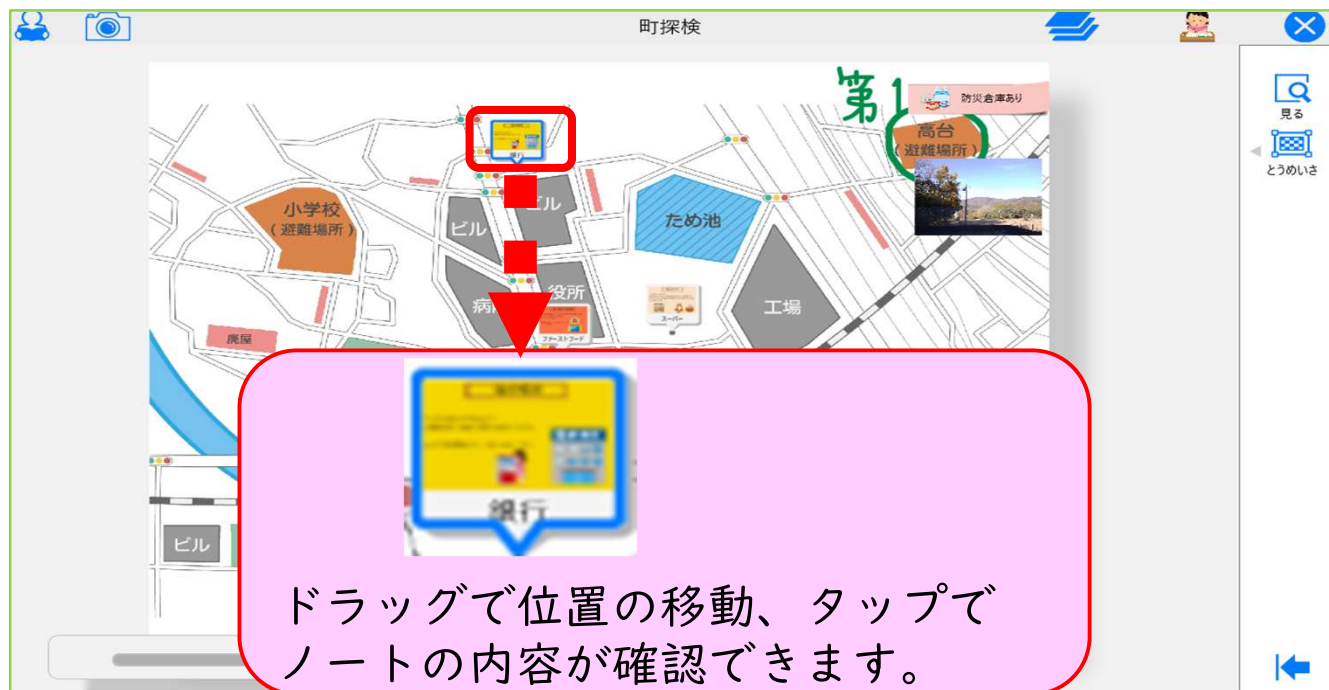 町探検
見る
とうめいさ
第1
防災倉庫あり
高台
(避難場所)
小学校
(避難場所)
ビル
ビル
ため池
銀行
役所
工場
スーパー
ファーストフード
廃屋
ビル
銀行
ドラッグで位置の移動、タップで
ノートの内容が確認できます。